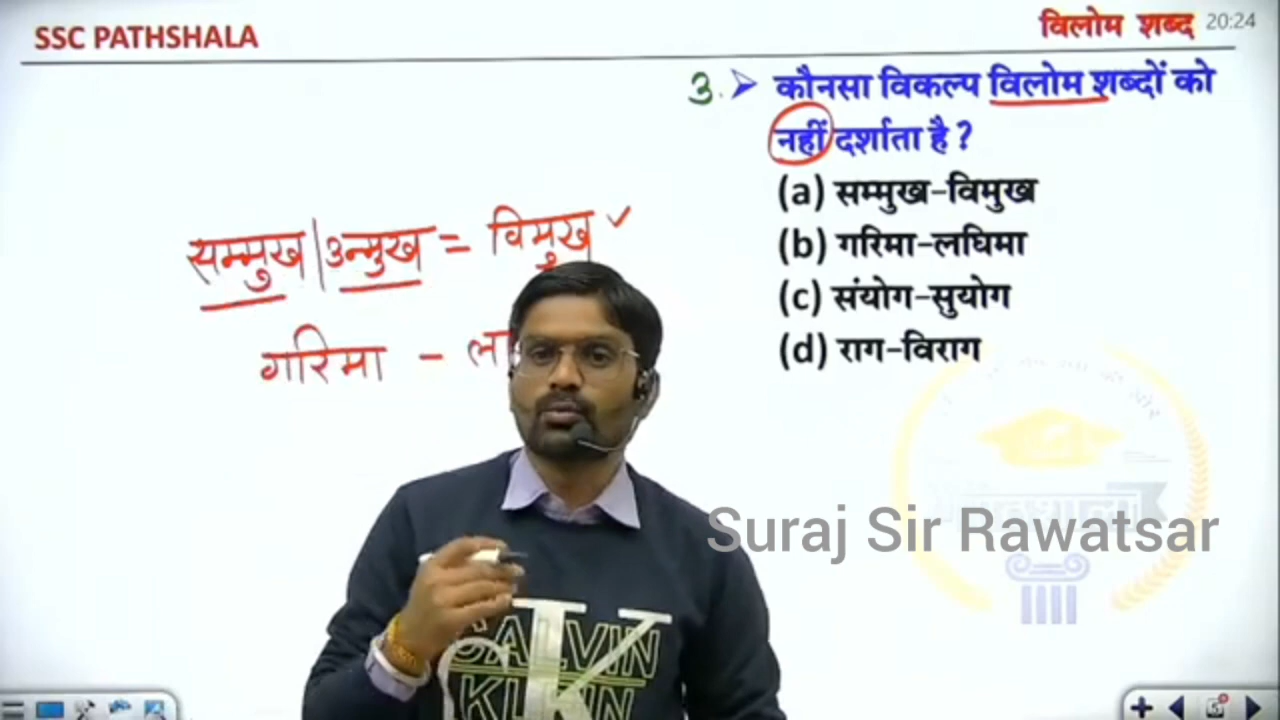 SSC PATHSHALA
विलोम शब्द 20:24
3. ➢ कौनसा विकल्प विलोम शब्दों को
नहीं दर्शाता है ?
(a) सम्मुख-विमुख
(b) गरिमा-लघिमा
(c) संयोग-सुयोग
(d) राग-विराग
सम्मुख | उन्मुख = विमुख ✓
गरिमा -
Suraj Sir Rawatsar
CALVIN